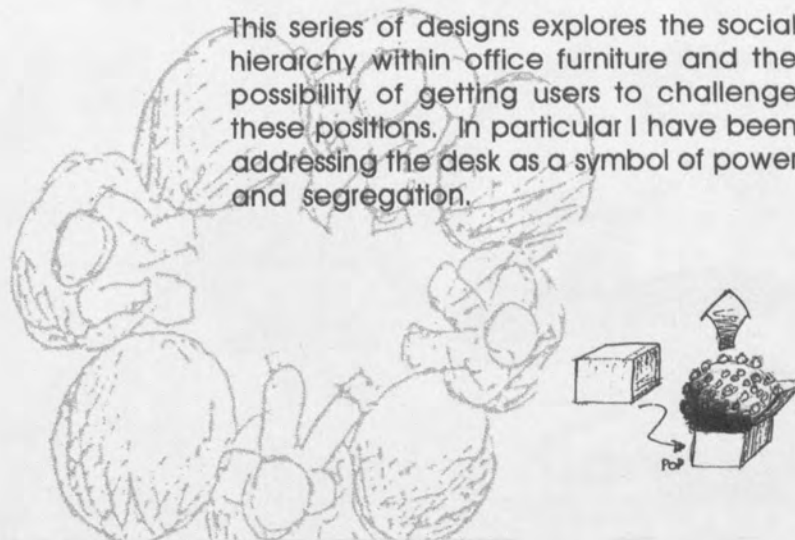 This series of designs explores the social
hierarchy within office furniture and the
possibility of getting users to challenge
these positions. In particular I have been
addressing the desk as a symbol of power
and segregation.
POP